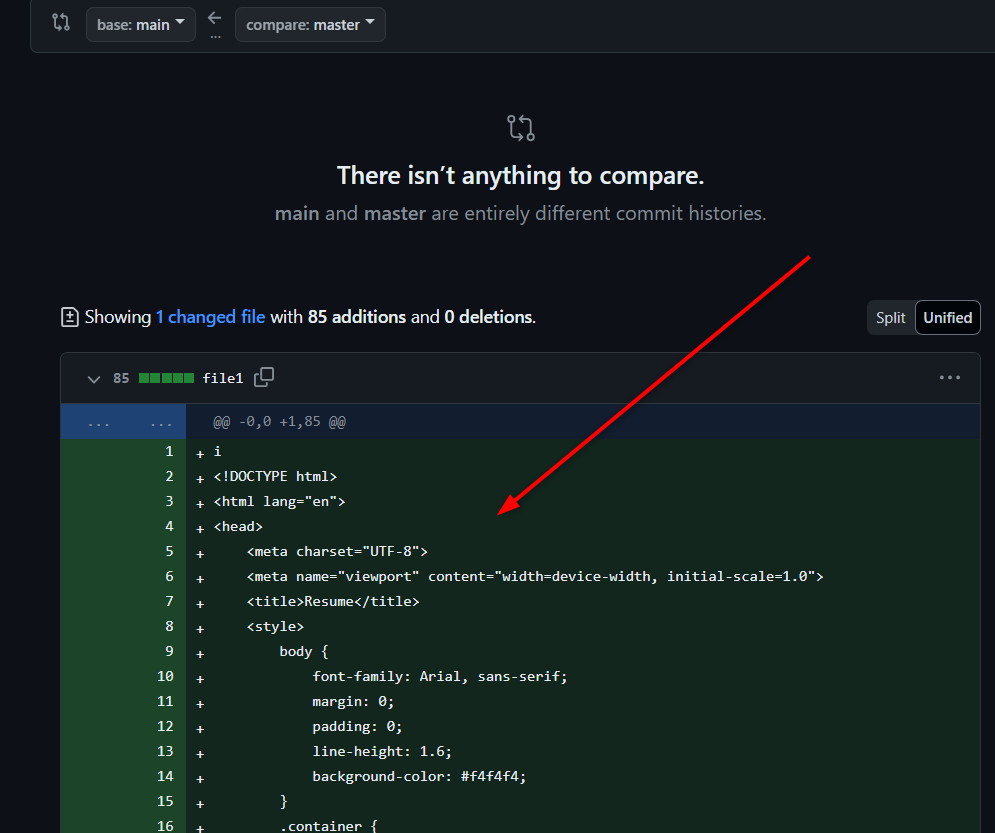 base: main compare: master
...
There isn’t anything to compare.
main and master are entirely different commit histories.
Showing 1 changed file with 85 additions and 0 deletions.
Split Unified
85 file1
... ... @@ -0,0 +1,85 @@
1 + i
2 + <!DOCTYPE html>
3 + <html lang="en">
4 + <head>
5 +     <meta charset="UTF-8">
6 +     <meta name="viewport" content="width=device-width, initial-scale=1.0">
7 +     <title>Resume</title>
8 +     <style>
9 +         body {
10 +             font-family: Arial, sans-serif;
11 +             margin: 0;
12 +             padding: 0;
13 +             line-height: 1.6;
14 +             background-color: #f4f4f4;
15 +         }
16 +         .container {